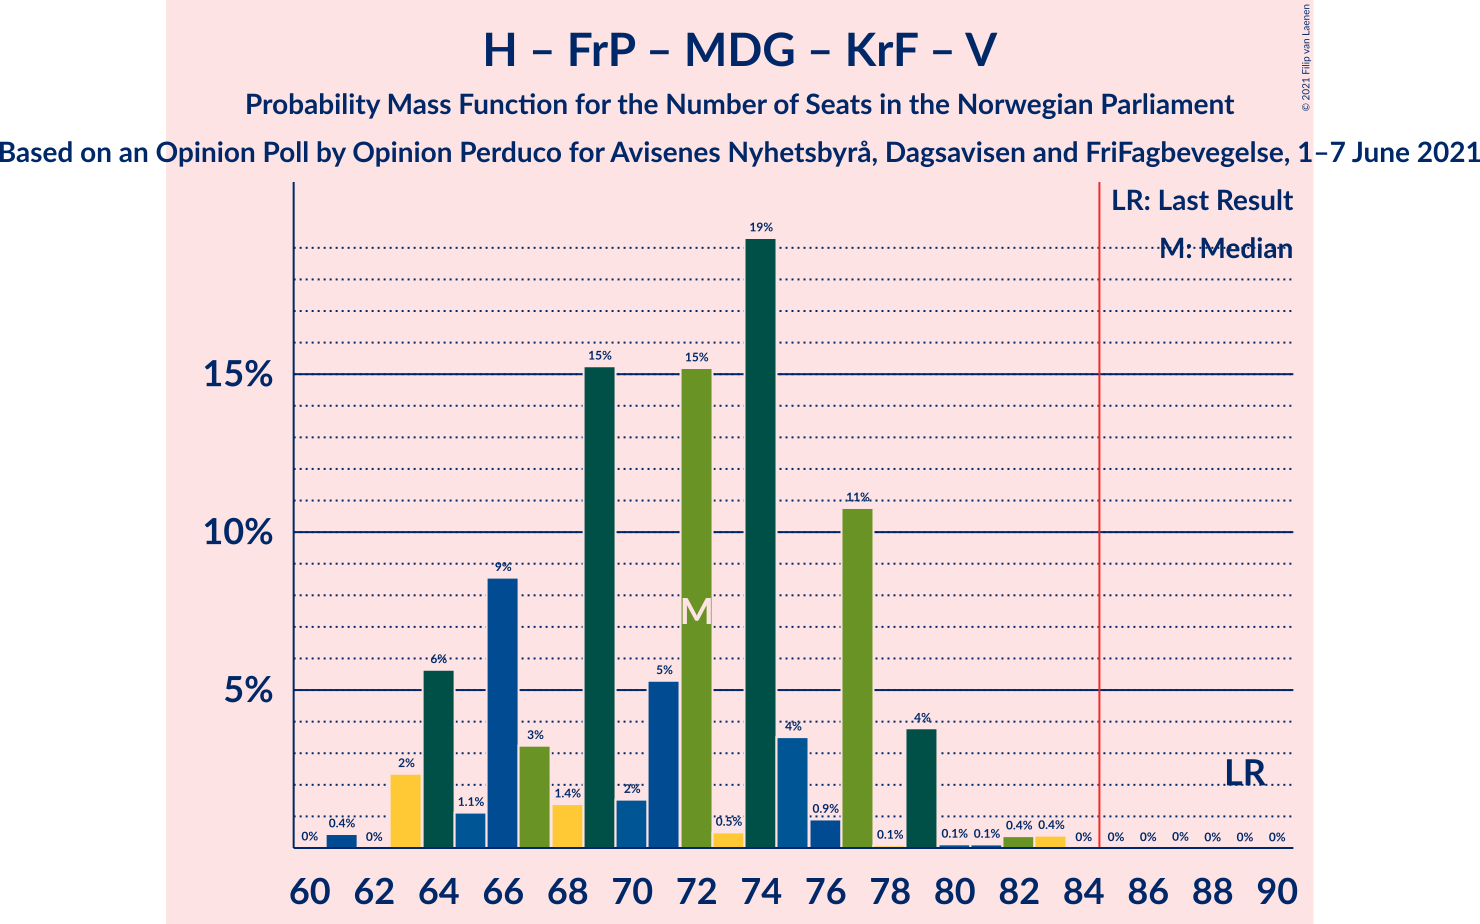 H – FrP – MDG – KrF – V
Probability Mass Function for the Number of Seats in the Norwegian Parliament
Based on an Opinion Poll by Opinion Perduco for Avisenes Nyhetsbyrå, Dagsavisen and FriFagbevegelse, 1–7 June 2021
© 2021 Filip van Laenen
LR: Last Result
M: Median
15%
10%
5%
0% 0.4% 0% 2% 6% 1.1% 9% 3% 1.4% 15% 2% 5% 15% 0.5% 19% 4% 0.9% 11% 0.1% 4% 0.1% 0.1% 0.4% 0.4% 0% 0% 0% 0% 0% 0% 0%
M
LR
60 62 64 66 68 70 72 74 76 78 80 82 84 86 88 90